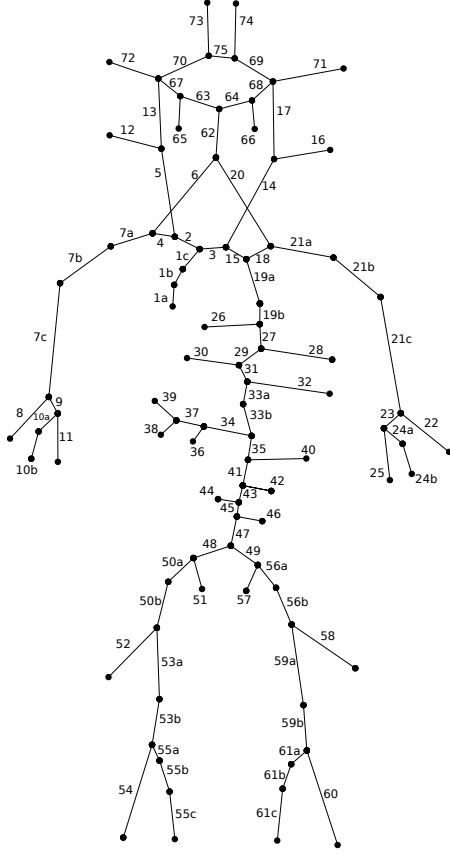 73 74
75
70 69
72 71
67 68
63 64
13 17
62
65 66
12 16
5 6 20 14
7a 4 2 3 15 18 21a
1c
7b 1b 19a 21b
1a
26 19b
27
7c 21c
30 29 28
31
32
33a
39 33b
8 9 10a 37 34 23 22
38 24a
11 36 35
10b 40 25 24b
41
42
44 43
45 46
47
48 49
50a 56a
50b 51 57 56b
52 58
53a 59a
53b 59b
55a 61a
55b 61b
54 60
55c 61c